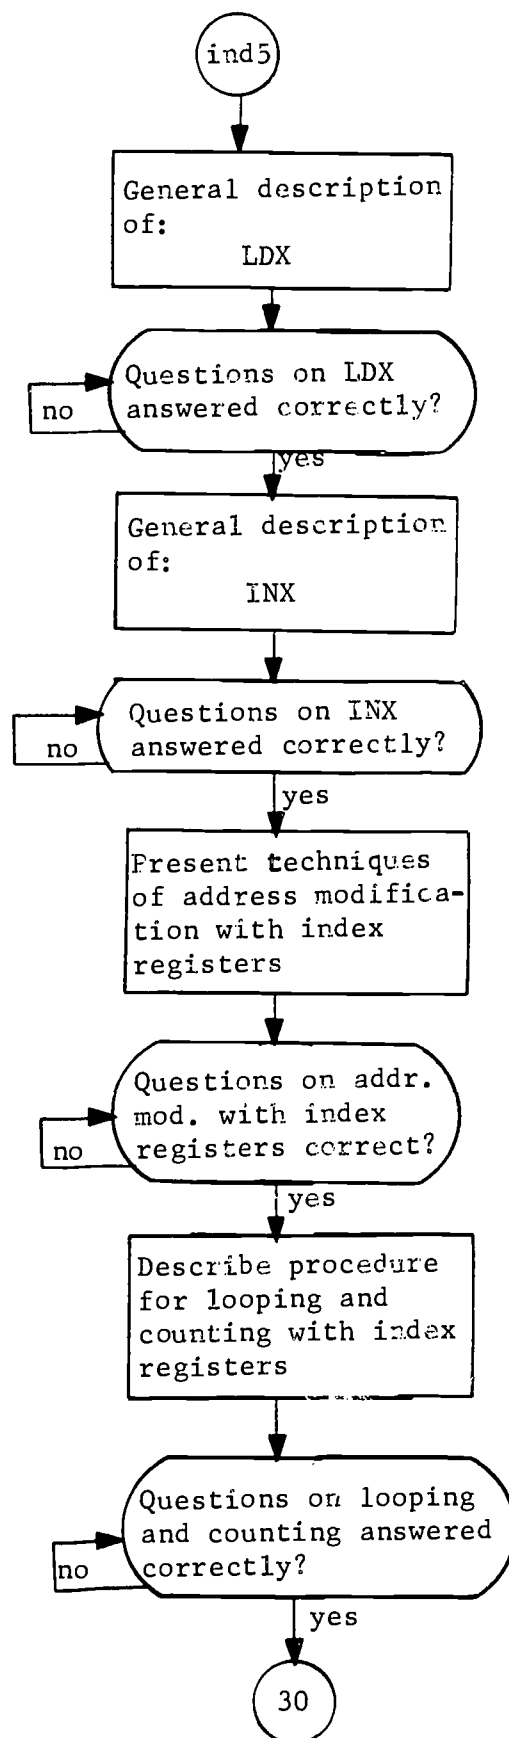 ind5
General description
of:
LDX
Questions on LDX
answered correctly?
no
yes
General description
of:
INX
Questions on INX
answered correctly?
no
yes
Present techniques
of address modifica-
tion with index
registers
Questions on addr.
mod. with index
registers correct?
no
yes
Describe procedure
for looping and
counting with index
registers
Questions on looping
and counting answered
correctly?
no
yes
30